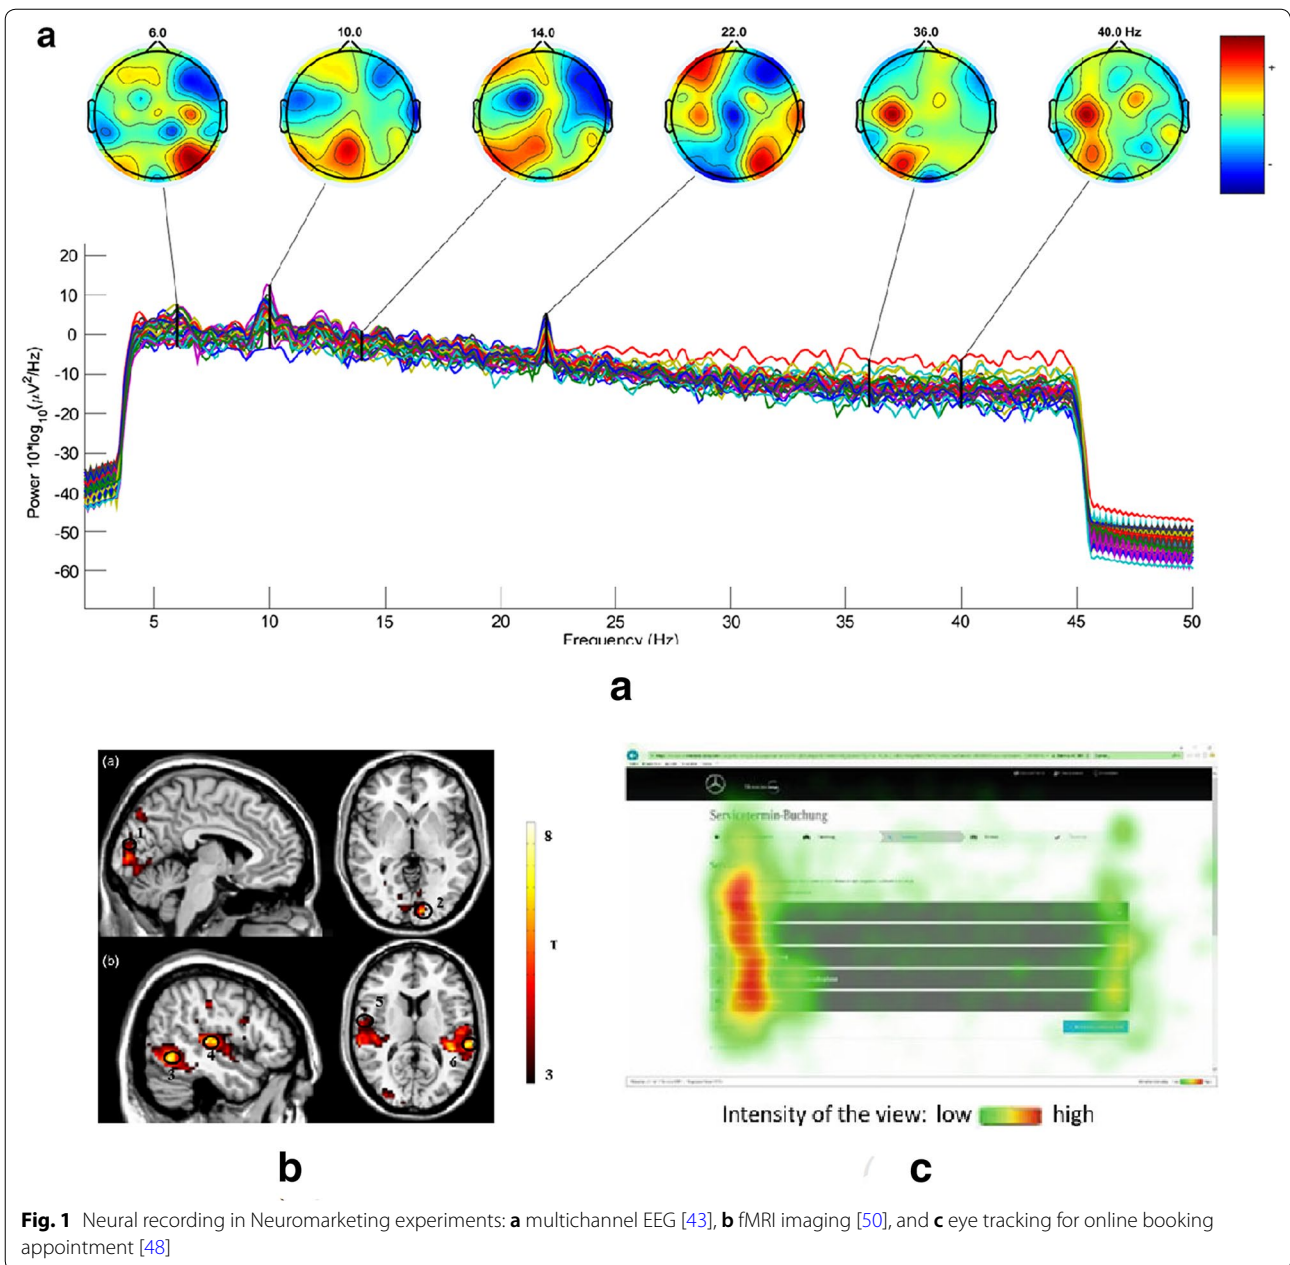 a
6.0 10.0 14.0 22.0 36.0 40.0 Hz
+
-
20
10
0
-10
-20
-30
-40
-50
-60
Power 10*log10(μV2/Hz)
5 10 15 20 25 30 35 40 45 50
Frequency (Hz)
a
(a)
1
2
(b)
3
4
5
6
8
T
3
b
Servicetermin-Buchung
Intensity of the view: low high
c
Fig. 1 Neural recording in Neuromarketing experiments: a multichannel EEG [43], b fMRI imaging [50], and c eye tracking for online booking
appointment [48]